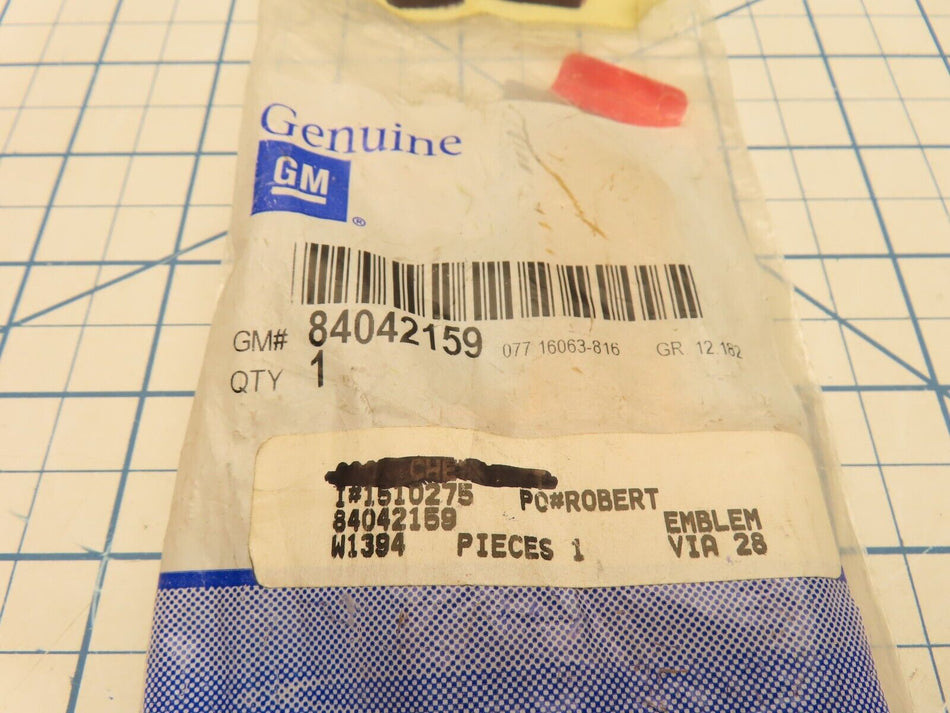 Genuine
GM
®
GM# 84042159 077 16063-816 GR 12.182
QTY 1
I#1510275 PO#ROBERT
84042159 EMBLEM
W1394 PIECES 1 VIA 28